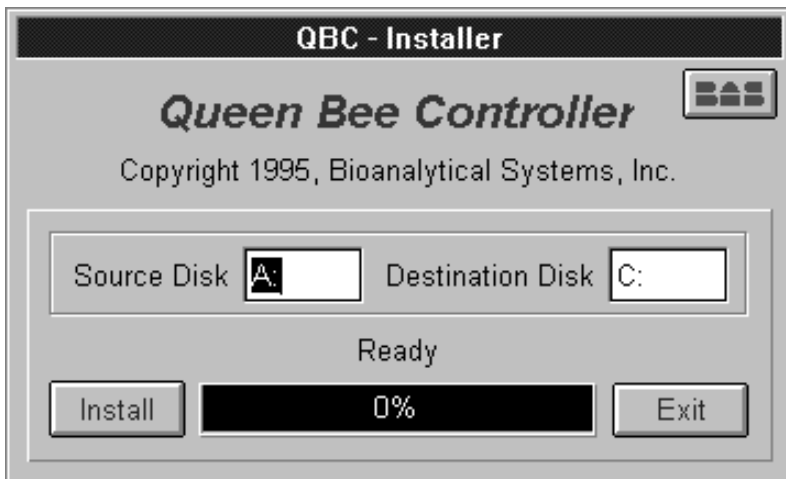 QBC - Installer
BAS
Queen Bee Controller
Copyright 1995, Bioanalytical Systems, Inc.
Source Disk A: Destination Disk C:
Ready
Install 0% Exit